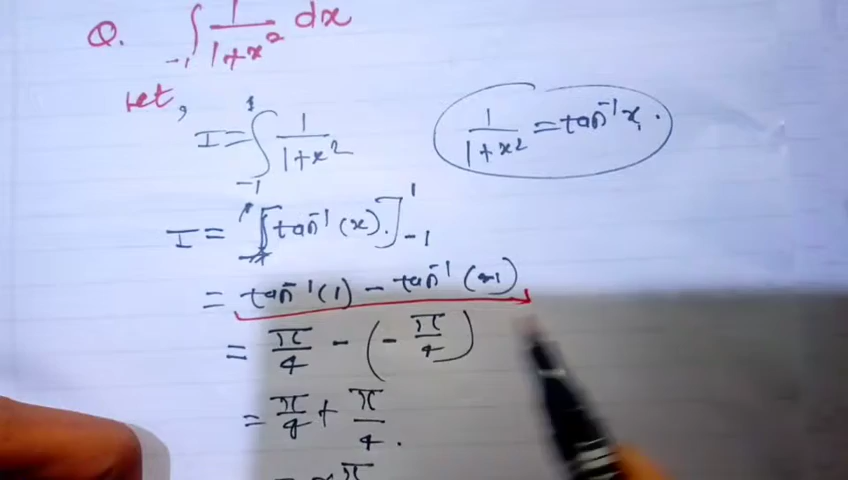 Q. ∫₋₁ 1/1+x² dx
Let,
I = ∫₋₁¹ 1/1+x²
1/1+x² = tan⁻¹x.
I = [tan⁻¹(x).]₋₁¹
= tan⁻¹(1) - tan⁻¹(-1)
= π/4 - (-π/4)
= π/4 + π/4.
= π